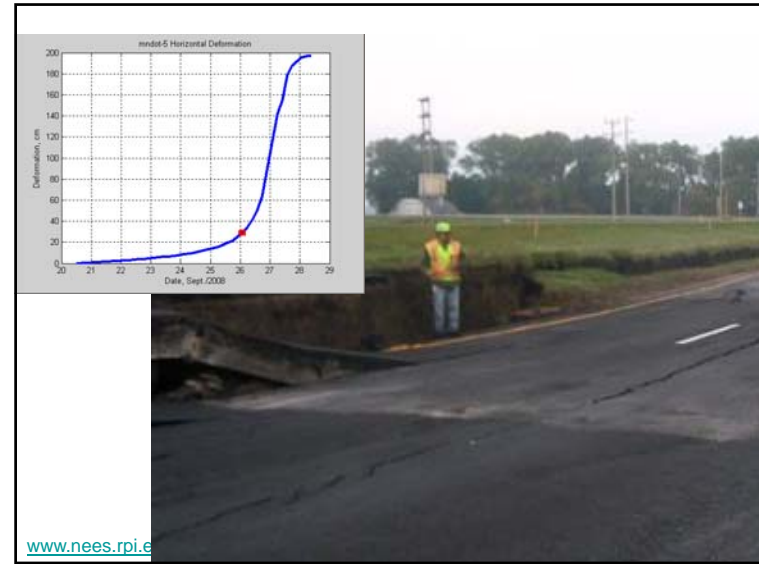 mndot-5 Horizontal Deformation
200
180
160
140
120
100
80
60
40
20
0
Deformation, cm
20 21 22 23 24 25 26 27 28 29
Date, Sept./2008
www.nees.rpi.e